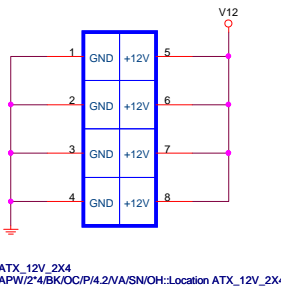 V12
1 GND +12V 5
2 GND +12V 6
3 GND +12V 7
4 GND +12V 8
ATX_12V_2X4
APW/2*4/BK/OC/P/4.2/VA/SN/OH::Location ATX_12V_2X4